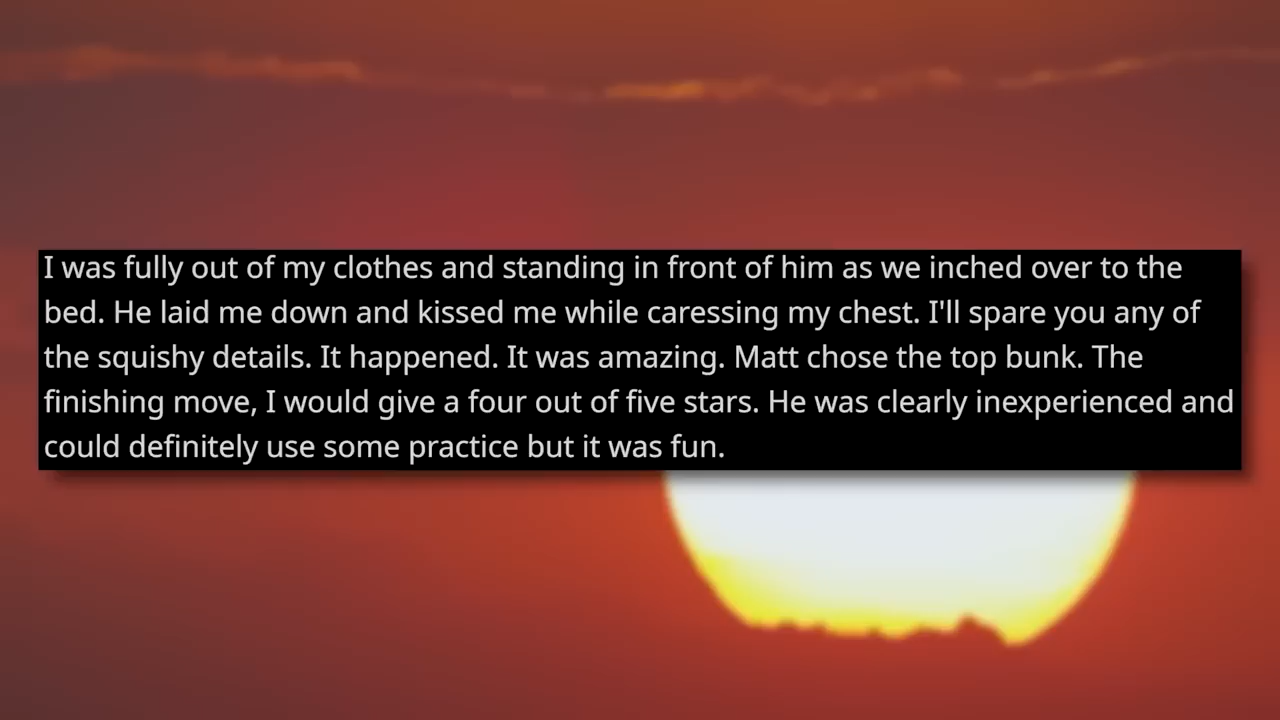 I was fully out of my clothes and standing in front of him as we inched over to the
bed. He laid me down and kissed me while caressing my chest. I'll spare you any of
the squishy details. It happened. It was amazing. Matt chose the top bunk. The
finishing move, I would give a four out of five stars. He was clearly inexperienced and
could definitely use some practice but it was fun.